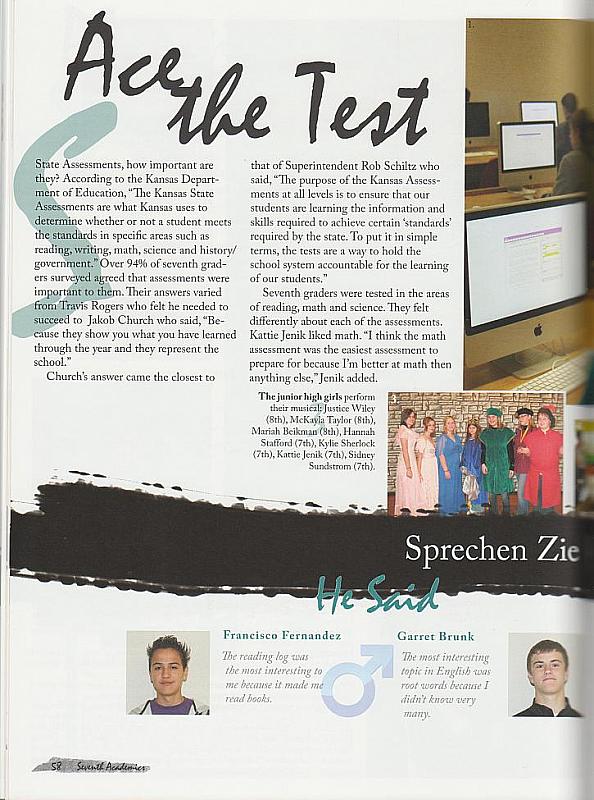 Ace
the Test
State Assessments, how important are
they? According to the Kansas Depart-
ment of Education, "The Kansas State
Assessments are what Kansas uses to
determine whether or not a student meets
the standards in specific areas such as
reading, writing, math, science and history/
government." Over 94% of seventh grad-
ers surveyed agreed that assessments were
important to them. Their answers varied
from Travis Rogers who felt he needed to
succeed to Jakob Church who said, "Be-
cause they show you what you have learned
through the year and they represent the
school."
Church's answer came the closest to
that of Superintendent Rob Schiltz who
said, "The purpose of the Kansas Assess-
ments at all levels is to ensure that our
students are learning the information and
skills required to achieve certain 'standards'
required by the state. To put it in simple
terms, the tests are a way to hold the
school system accountable for the learning
of our students."
Seventh graders were tested in the areas
of reading, math and science. They felt
differently about each of the assessments.
Kattie Jenik liked math. "I think the math
assessment was the easiest assessment to
prepare for because I'm better at math then
anything else," Jenik added.
1.
The junior high girls perform
their musical: Justice Wiley
(8th), McKayla Taylor (8th),
Mariah Beikman (8th), Hannah
Stafford (7th), Kylie Sherlock
(7th), Kattie Jenik (7th), Sidney
Sundstrom (7th).
3.
Sprechen Zie
He Said
Francisco Fernandez
The reading log was
the most interesting to
me because it made me
read books.
Garret Brunk
The most interesting
topic in English was
root words because I
didn't know very
many.
58 Seventh Academics